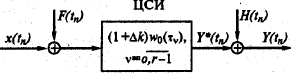 ЦСИ
F(tₙ)
H(tₙ)
x(tₙ)
(1+Δk)w₀(τᵥ),
ν=0,r-1
Y*(tₙ)
Y(tₙ)